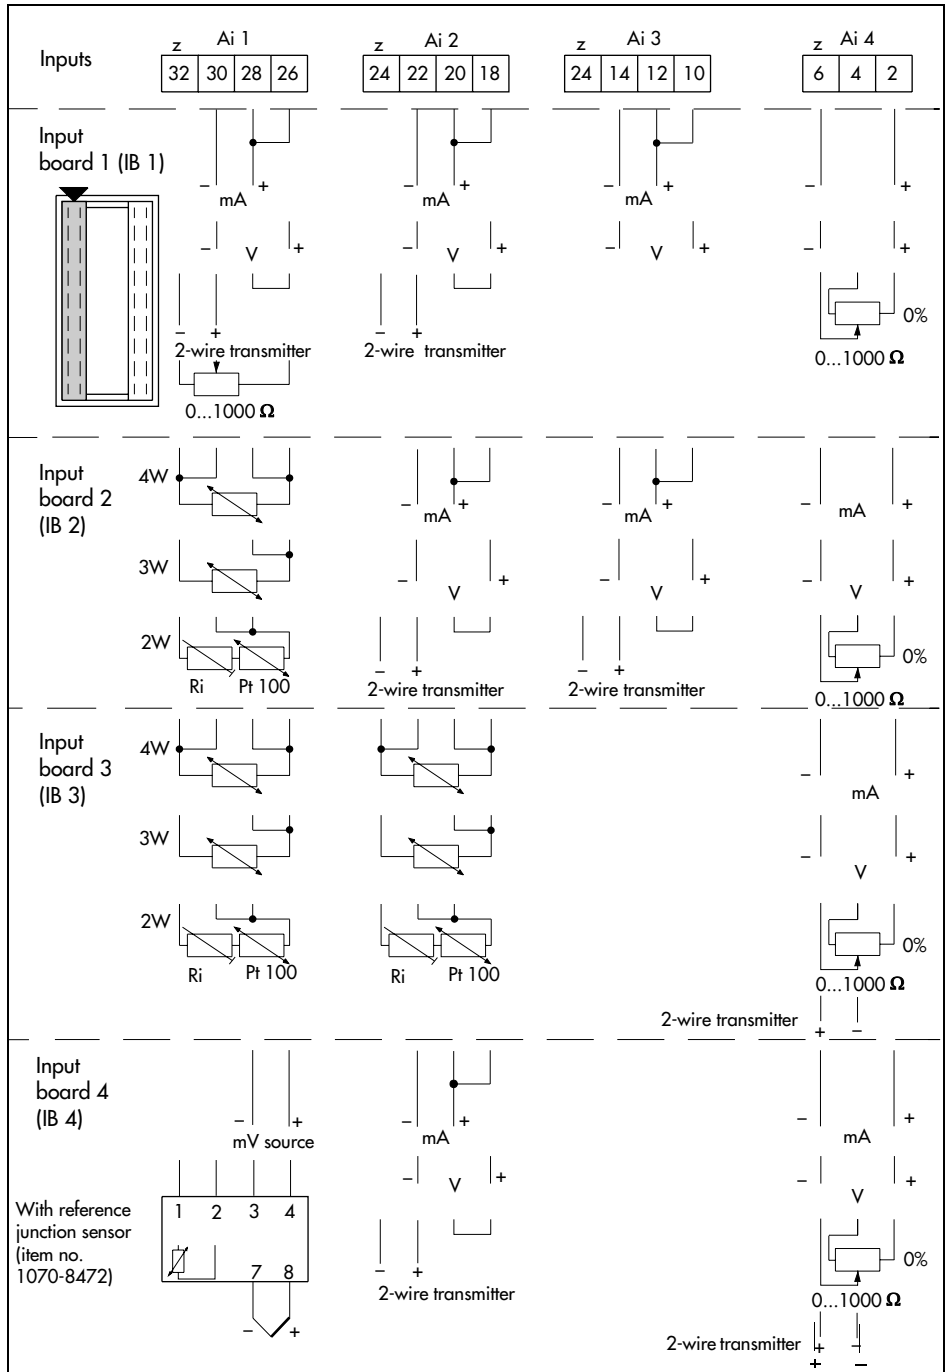 Inputs
z Ai 1 z Ai 2 z Ai 3 z Ai 4
32 30 28 26 24 22 20 18 24 14 12 10 6 4 2
Input
board 1 (IB 1)
– + – + – + – +
mA mA mA
– V + – V + – V + – +
0%
– + – +
2-wire transmitter 2-wire transmitter
0...1000 Ω
0...1000 Ω
Input
board 2
(IB 2)
4W
– + – + – +
mA mA mA
3W
– + – + – +
V V V
2W
0%
Ri Pt 100
– + – +
2-wire transmitter 2-wire transmitter
0...1000 Ω
Input
board 3
(IB 3)
4W
– +
mA
3W
– +
V
2W
0%
Ri Pt 100 Ri Pt 100
0...1000 Ω
2-wire transmitter + –
Input
board 4
(IB 4)
– + – + – +
mV source mA mA
– + – +
V V
With reference
junction sensor
(item no.
1070-8472)
1 2 3 4
7 8
– +
– +
2-wire transmitter
0%
0...1000 Ω
2-wire transmitter + –
+ –